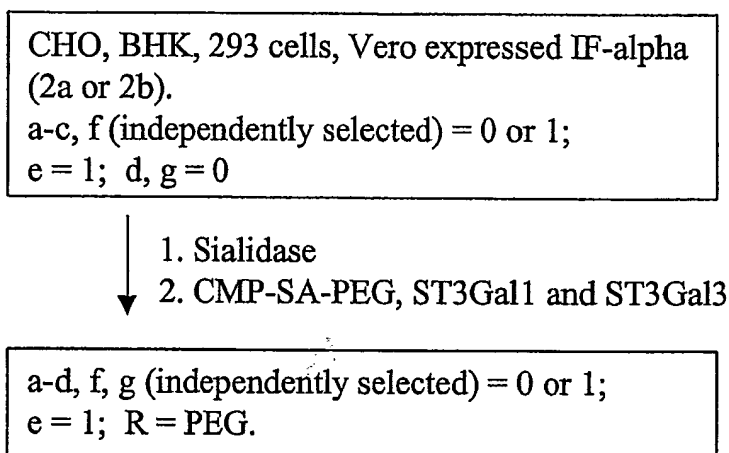 CHO, BHK, 293 cells, Vero expressed IF-alpha
(2a or 2b).
a-c, f (independently selected) = 0 or 1;
e = 1; d, g = 0
1. Sialidase
2. CMP-SA-PEG, ST3Gal1 and ST3Gal3
a-d, f, g (independently selected) = 0 or 1;
e = 1; R = PEG.